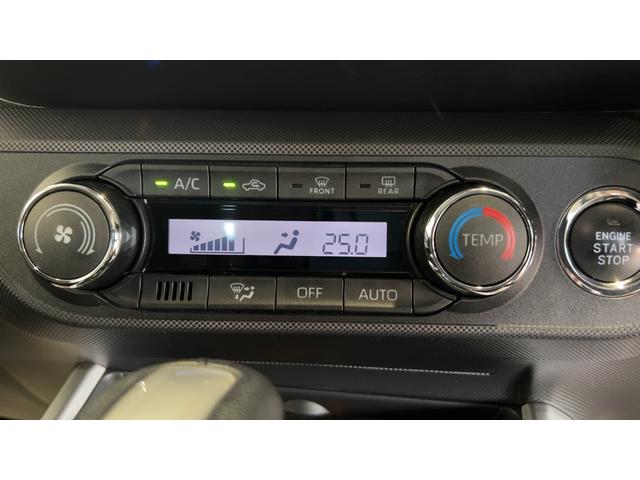 A/C
FRONT
REAR
ENGINE
START
STOP
25.0
TEMP
OFF
AUTO